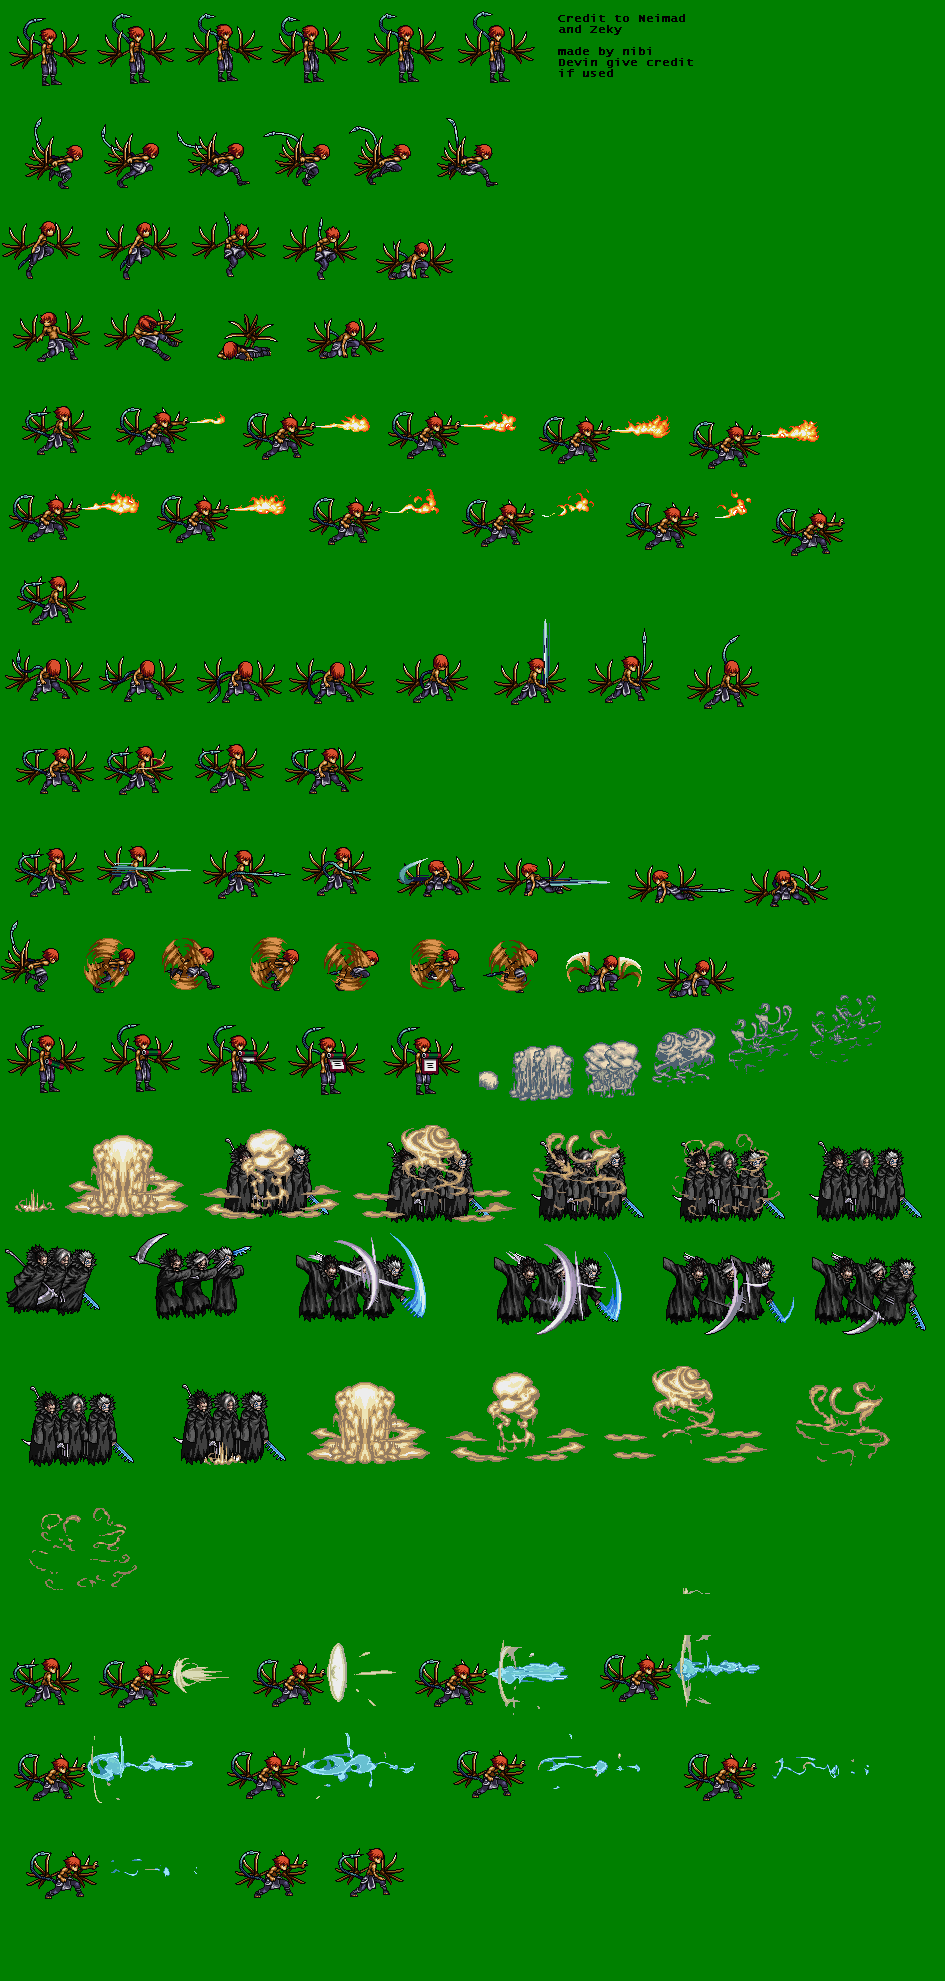 Credit to Neimad
and Zeky
made by nibi
Devin give credit
if used